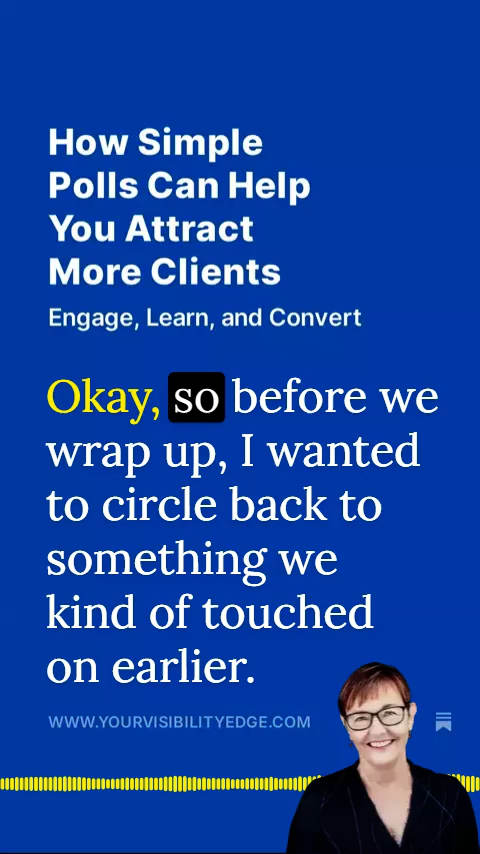 How Simple
Polls Can Help
You Attract
More Clients
Engage, Learn, and Convert
Okay, so before we
wrap up, I wanted
to circle back to
something we
kind of touched
on earlier.
WWW.YOURVISIBILITYEDGE.COM